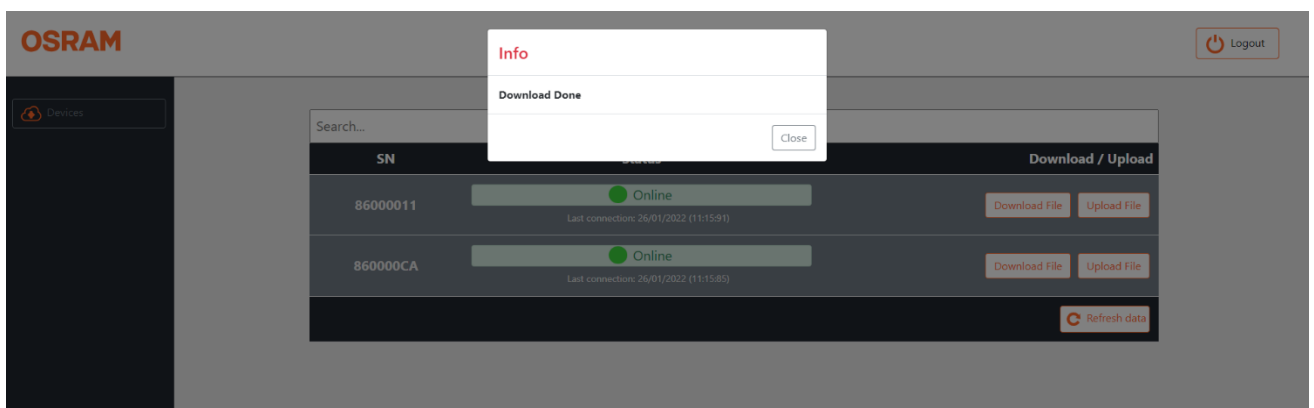 OSRAM
Info
Logout
Download Done
Devices
Search...
Close
SN Status Download / Upload
86000011 Online Download File Upload File
Last connection: 26/01/2022 (11:15:91)
860000CA Online Download File Upload File
Last connection: 26/01/2022 (11:15:85)
Refresh data